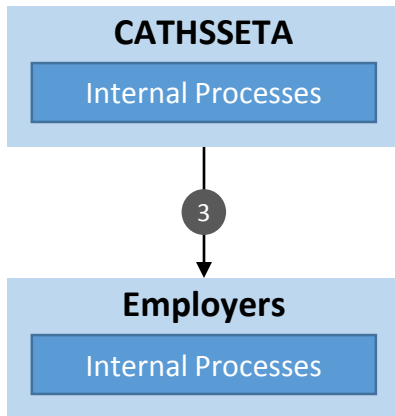 CATHSSETA
Internal Processes
3
Employers
Internal Processes